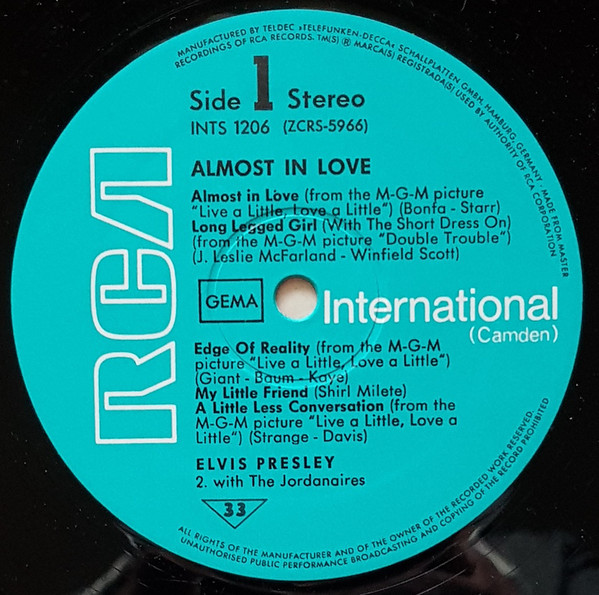 MANUFACTURED BY TELDEC »TELEFUNKEN-DECCA« SCHALLPLATTEN GMBH, HAMBURG, GERMANY / MADE FROM MASTER
RECORDINGS OF RCA RECORDS. TM(S) ® MARCA(S) REGISTRADA(S) USED BY AUTHORITY OF RCA CORPORATION
Side 1 Stereo
INTS 1206 (ZCRS-5966)
RCA
ALMOST IN LOVE
Almost in Love (from the M-G-M picture
"Live a Little, Love a Little") (Bonfa - Starr)
Long Legged Girl (With The Short Dress On)
(from the M-G-M picture "Double Trouble")
(J. Leslie McFarland - Winfield Scott)
GEMA
International
(Camden)
Edge Of Reality (from the M-G-M
picture "Live a Little, Love a Little")
(Giant - Baum - Kaye)
My Little Friend (Shirl Milete)
A Little Less Conversation (from the
M-G-M picture "Live a Little, Love a
Little") (Strange - Davis)
ELVIS PRESLEY
2. with The Jordanaires
33
ALL RIGHTS OF THE MANUFACTURER AND OF THE OWNER OF THE RECORDED WORK RESERVED.
UNAUTHORISED PUBLIC PERFORMANCE BROADCASTING AND COPYING OF THE RECORD PROHIBITED